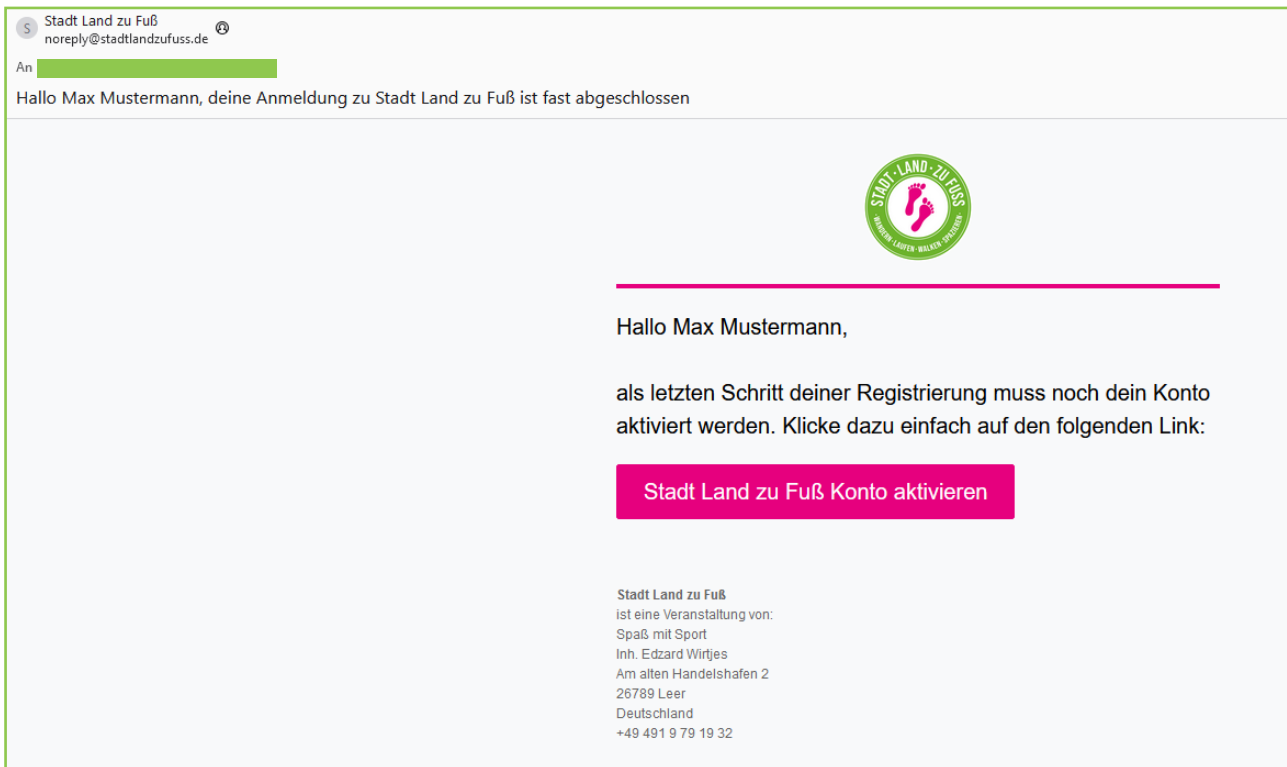 S
Stadt Land zu Fuß
noreply@stadtlandzufuss.de
An
Hallo Max Mustermann, deine Anmeldung zu Stadt Land zu Fuß ist fast abgeschlossen
STADT · LAND · ZU FUSS
· WANDERN · LAUFEN · WALKEN · SPAZIEREN ·
Hallo Max Mustermann,
als letzten Schritt deiner Registrierung muss noch dein Konto
aktiviert werden. Klicke dazu einfach auf den folgenden Link:
Stadt Land zu Fuß Konto aktivieren
Stadt Land zu Fuß
ist eine Veranstaltung von:
Spaß mit Sport
Inh. Edzard Wirtjes
Am alten Handelshafen 2
26789 Leer
Deutschland
+49 491 9 79 19 32